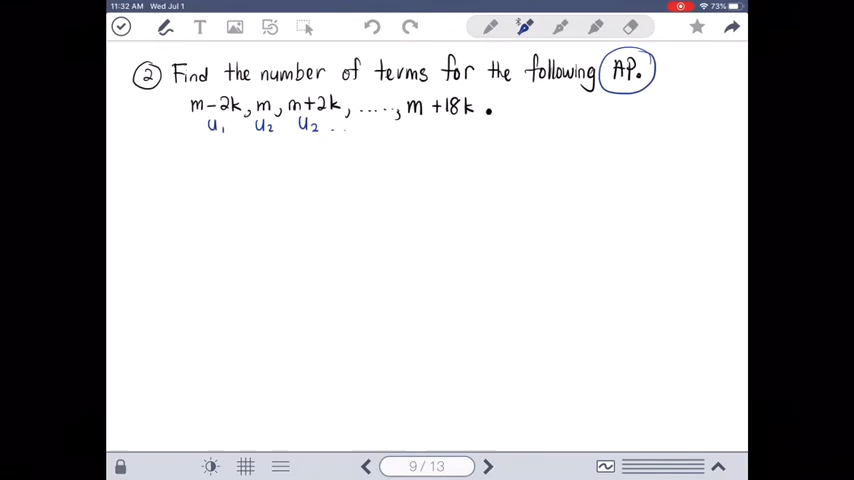 11:32 AM Wed Jul 1 73%
T
② Find the number of terms for the following AP.
m-2k, m, m+2k, ....., m +18k .
u₁ u₂ u₂ ...
9 / 13